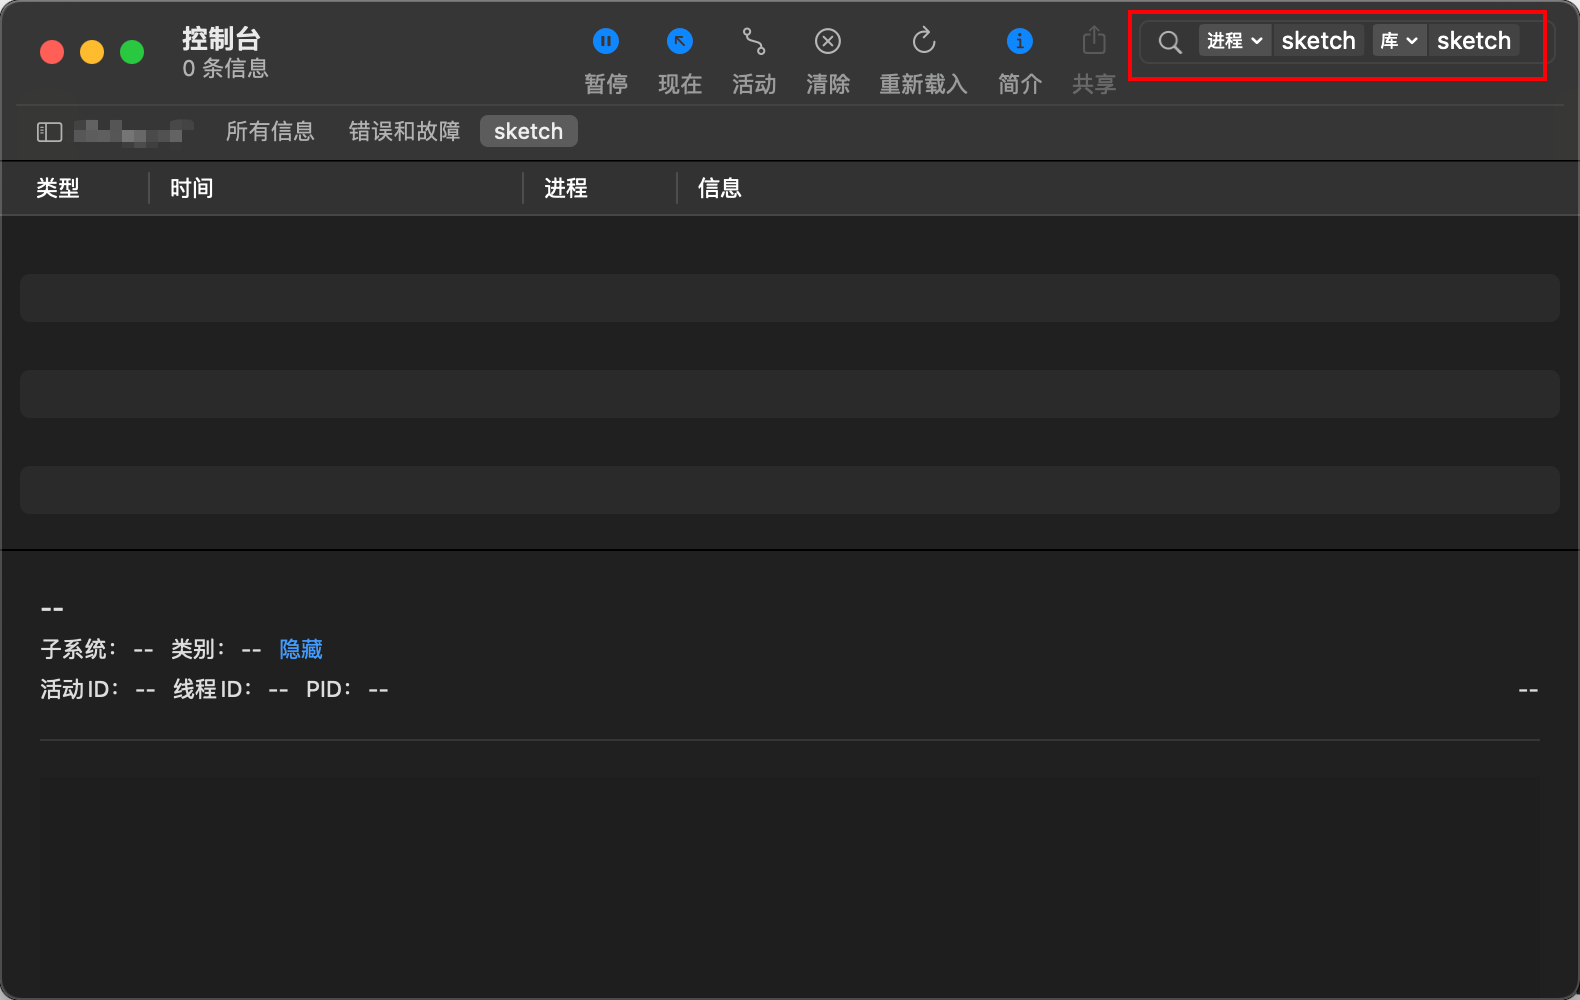 控制台
0 条信息
暂停 现在 活动 清除 重新载入 简介 共享
进程 sketch 库 sketch
所有信息 错误和故障 sketch
类型 时间 进程 信息
--
子系统： -- 类别： -- 隐藏
活动 ID： -- 线程 ID： -- PID： -- --